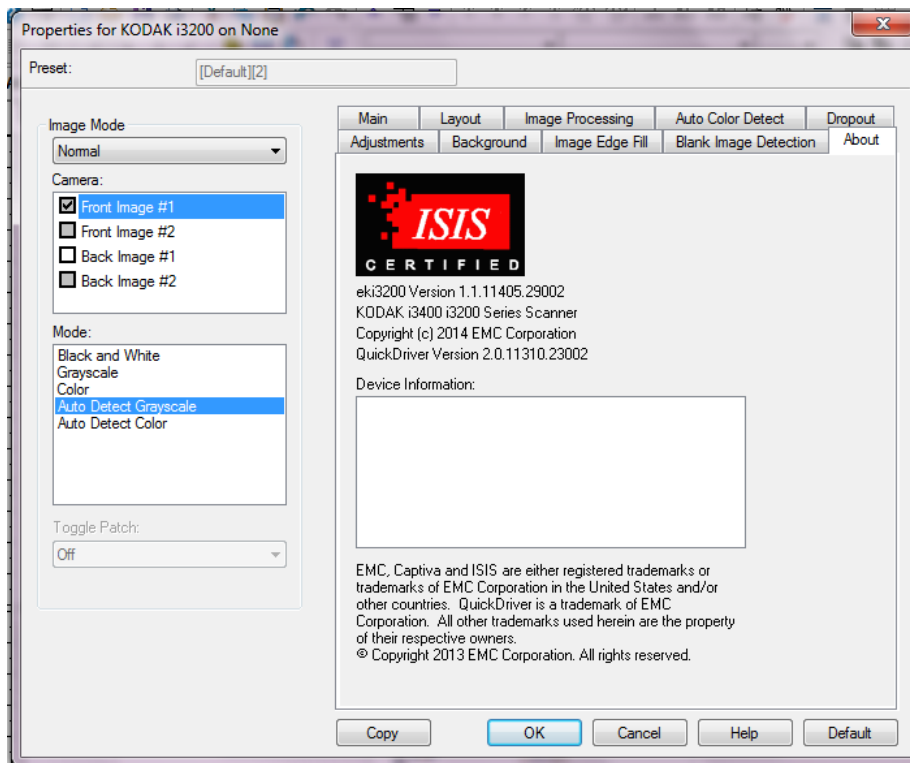 Properties for KODAK i3200 on None
Preset:
[Default][2]
Image Mode
Normal
Camera:
Front Image #1
Front Image #2
Back Image #1
Back Image #2
Mode:
Black and White
Grayscale
Color
Auto Detect Grayscale
Auto Detect Color
Toggle Patch:
Off
Main Layout Image Processing Auto Color Detect Dropout
Adjustments Background Image Edge Fill Blank Image Detection About
ISIS
CERTIFIED
eki3200 Version 1.1.11405.29002
KODAK i3400 i3200 Series Scanner
Copyright (c) 2014 EMC Corporation
QuickDriver Version 2.0.11310.23002
Device Information:
EMC, Captiva and ISIS are either registered trademarks or
trademarks of EMC Corporation in the United States and/or
other countries. QuickDriver is a trademark of EMC
Corporation. All other trademarks used herein are the property
of their respective owners.
© Copyright 2013 EMC Corporation. All rights reserved.
Copy OK Cancel Help Default